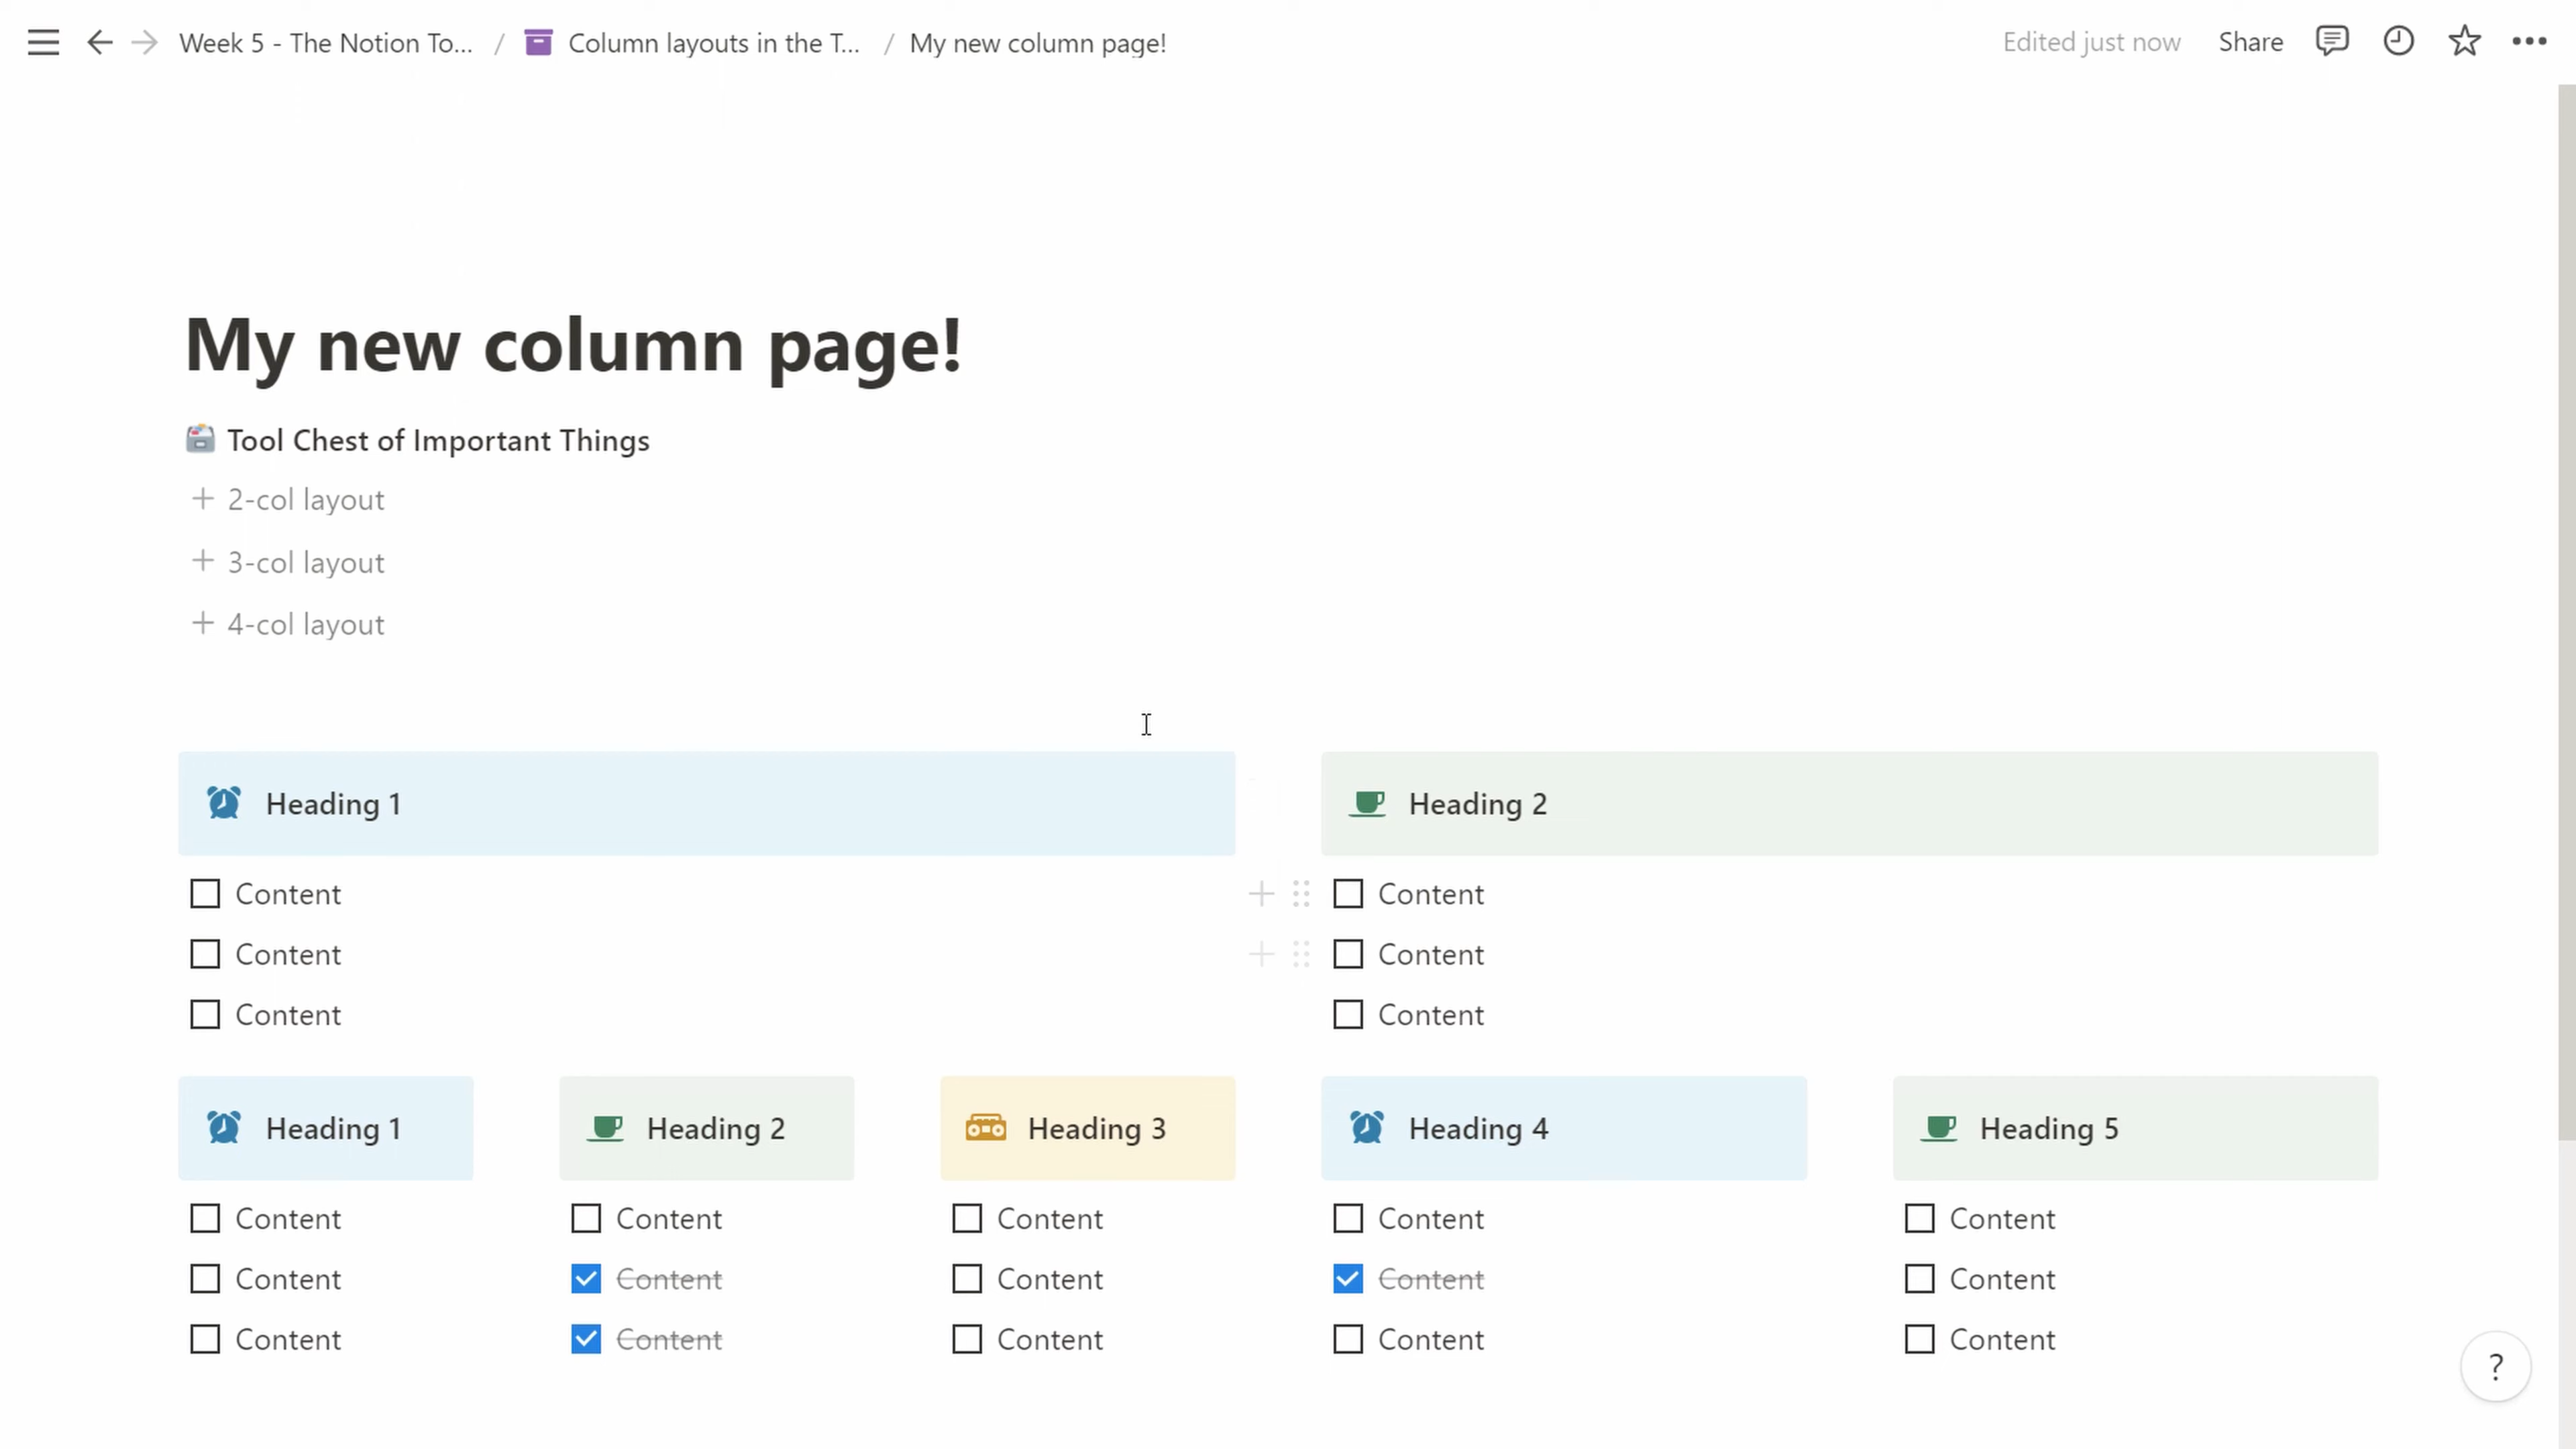 Week 5 - The Notion To... / Column layouts in the T... / My new column page!
Edited just now Share
My new column page!
Tool Chest of Important Things
+ 2-col layout
+ 3-col layout
+ 4-col layout
Heading 1
Content
Content
Content
Heading 2
Content
Content
Content
Heading 1
Content
Content
Content
Heading 2
Content
Content
Content
Heading 3
Content
Content
Content
Heading 4
Content
Content
Content
Heading 5
Content
Content
Content
?